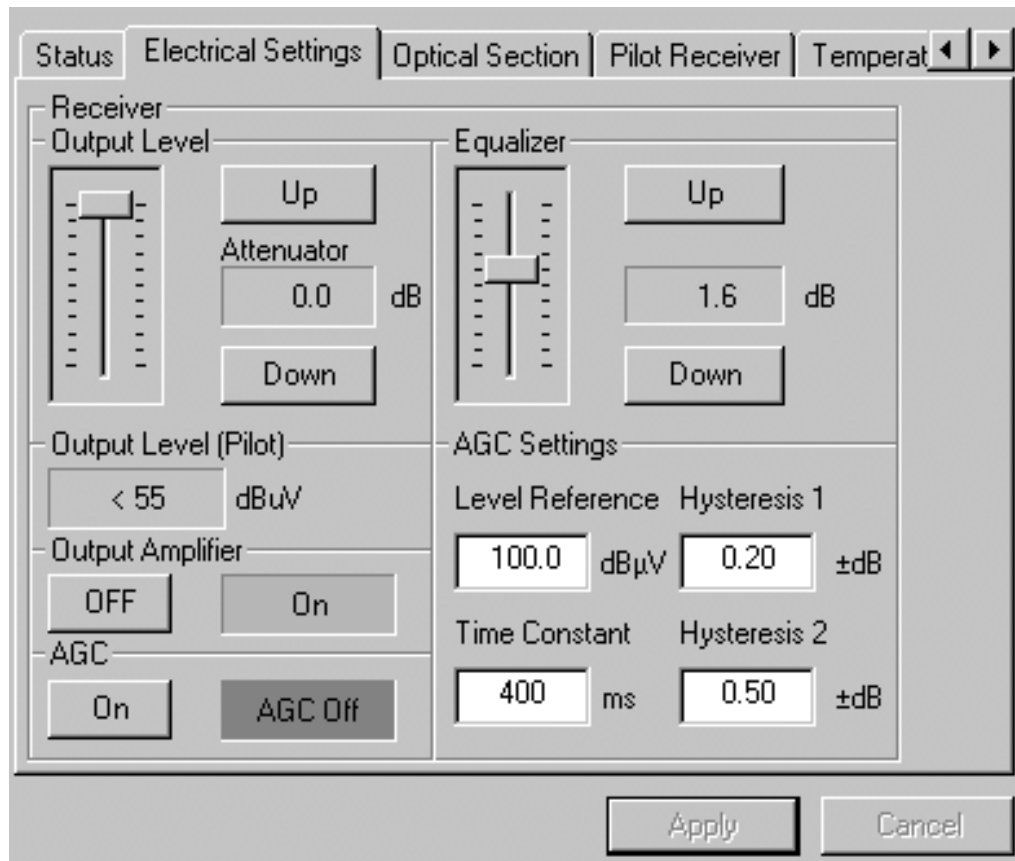 Status
Electrical Settings
Optical Section
Pilot Receiver
Temperat
Receiver
Output Level
Up
Attenuator
0.0 dB
Down
Equalizer
Up
1.6 dB
Down
Output Level (Pilot)
< 55 dBuV
Output Amplifier
OFF
On
AGC
On
AGC Off
AGC Settings
Level Reference
100.0 dBµV
Hysteresis 1
0.20 ±dB
Time Constant
400 ms
Hysteresis 2
0.50 ±dB
Apply
Cancel